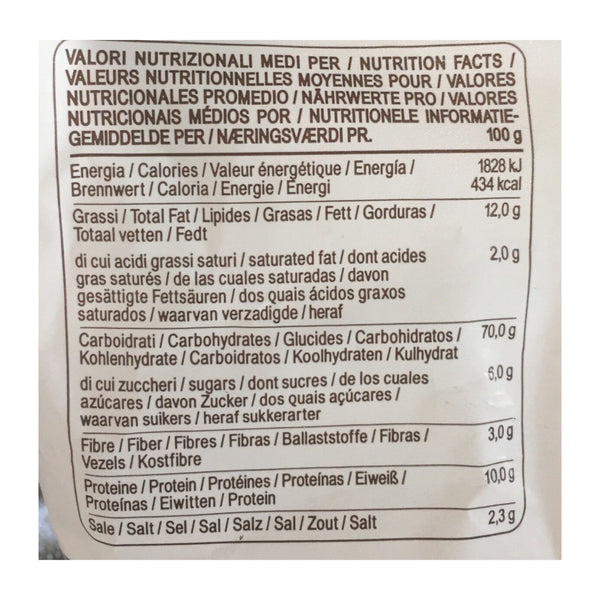 VALORI NUTRIZIONALI MEDI PER / NUTRITION FACTS /
VALEURS NUTRITIONNELLES MOYENNES POUR / VALORES
NUTRICIONALES PROMEDIO / NÄHRWERTE PRO / VALORES
NUTRICIONAIS MÉDIOS POR / NUTRITIONELE INFORMATIE-
GEMIDDELDE PER / NÆRINGSVÆRDI PR. 100 g
Energia / Calories / Valeur énergétique / Energía / 1828 kJ
Brennwert / Caloria / Energie / Énergi 434 kcal
Grassi / Total Fat / Lipides / Grasas / Fett / Gorduras / 12,0 g
Totaal vetten / Fedt
di cui acidi grassi saturi / saturated fat / dont acides 2,0 g
gras saturés / de las cuales saturadas / davon
gesättigte Fettsäuren / dos quais ácidos graxos
saturados / waarvan verzadigde / heraf
Carboidrati / Carbohydrates / Glucides / Carbohidratos / 70,0 g
Kohlenhydrate / Carboidratos / Koolhydraten / Kulhydrat
di cui zuccheri / sugars / dont sucres / de los cuales 6,0 g
azúcares / davon Zucker / dos quais açúcares /
waarvan suikers / heraf sukkerarter
Fibre / Fiber / Fibres / Fibras / Ballaststoffe / Fibras / 3,0 g
Vezels / Kostfibre
Proteine / Protein / Protéines / Proteínas / Eiweiß / 10,0 g
Proteínas / Eiwitten / Protein
Sale / Salt / Sel / Sal / Salz / Sal / Zout / Salt 2,3 g